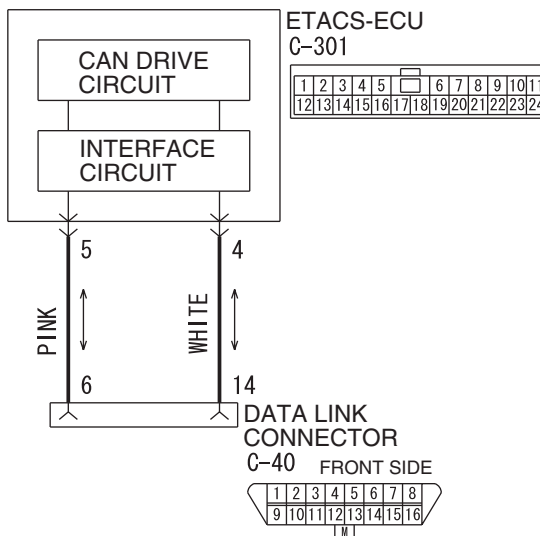 ETACS-ECU
C-301
CAN DRIVE
CIRCUIT
INTERFACE
CIRCUIT
1 2 3 4 5 6 7 8 9 10 11
12 13 14 15 16 17 18 19 20 21 22 23 24
5 4
PINK
WHITE
6 14
DATA LINK
CONNECTOR
C-40 FRONT SIDE
1 2 3 4 5 6 7 8
9 10 11 12 13 14 15 16
M